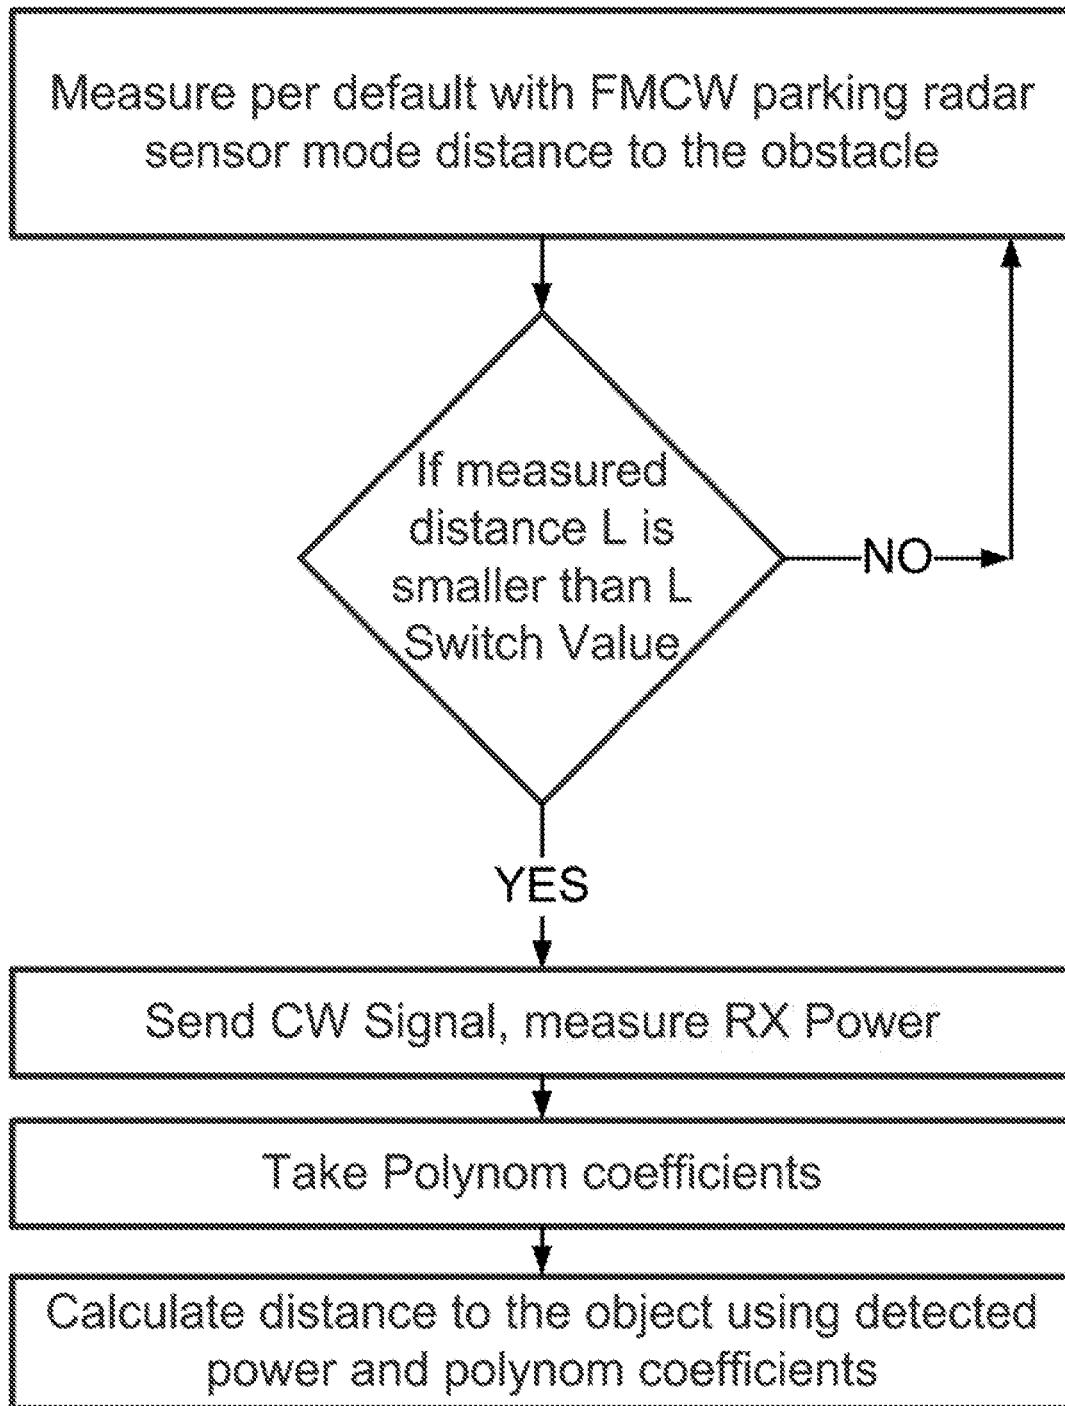 Measure per default with FMCW parking radar
sensor mode distance to the obstacle
If measured
distance L is
smaller than L
Switch Value
NO
YES
Send CW Signal, measure RX Power
Take Polynom coefficients
Calculate distance to the object using detected
power and polynom coefficients